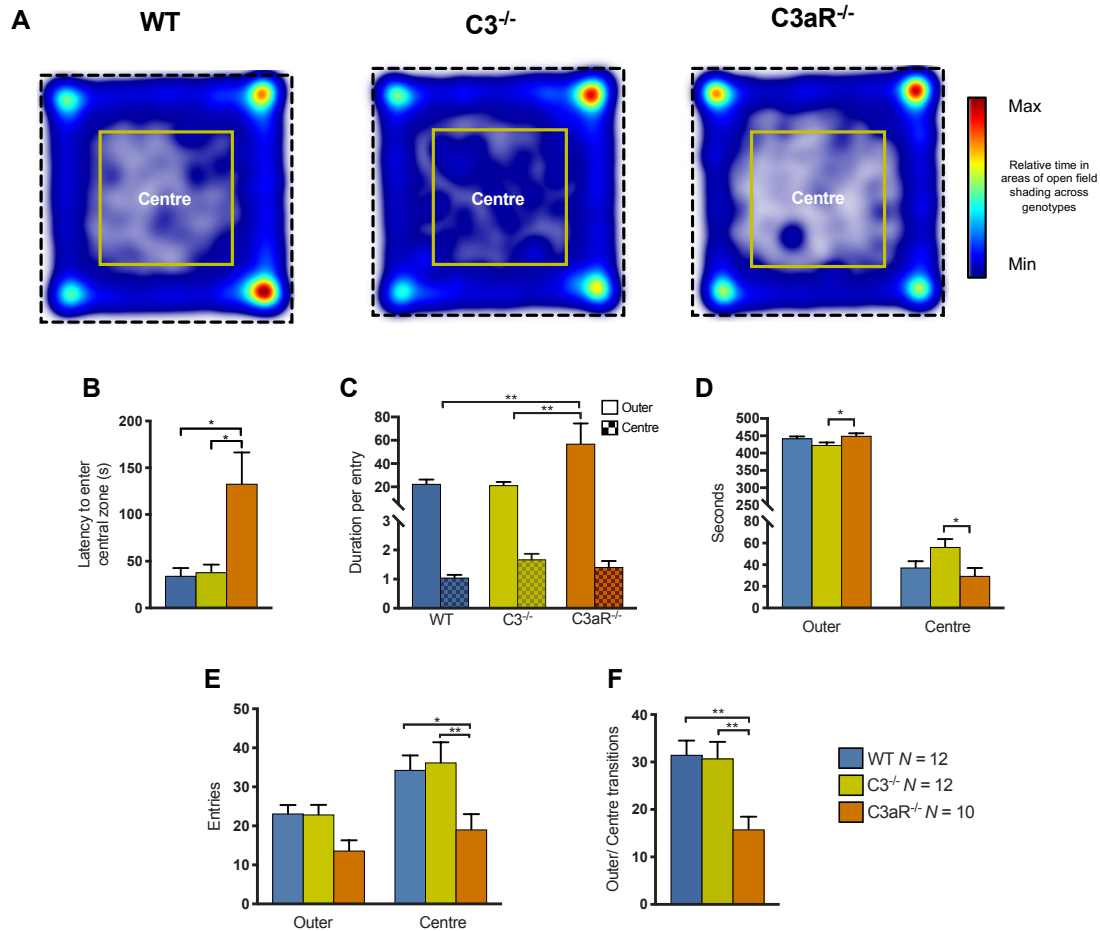 A
WT
C3-/-
C3aR-/-
Centre
Centre
Centre
Max
Relative time in
areas of open field
shading across
genotypes
Min
B
Latency to enter
central zone (s)
200
150
100
50
0
*
*
C
Duration per entry
80
60
40
20
3
2
1
0
**
**
Outer
Centre
WT
C3-/-
C3aR-/-
D
Seconds
500
450
400
350
300
250
80
60
40
20
0
*
*
Outer
Centre
E
Entries
50
40
30
20
10
0
*
**
Outer
Centre
F
Outer/ Centre transitions
40
30
20
10
0
**
**
WT N = 12
C3-/- N = 12
C3aR-/- N = 10